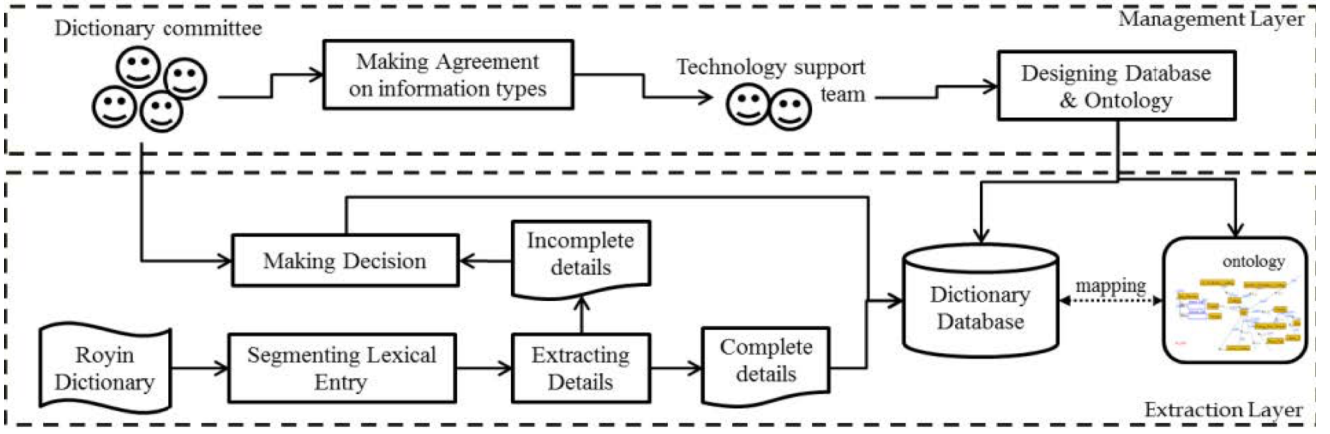 Management Layer
Dictionary committee
Making Agreement
on information types
Technology support
team
Designing Database
& Ontology
Making Decision
Incomplete
details
Dictionary
Database
mapping
ontology
Royin
Dictionary
Segmenting Lexical
Entry
Extracting
Details
Complete
details
Extraction Layer